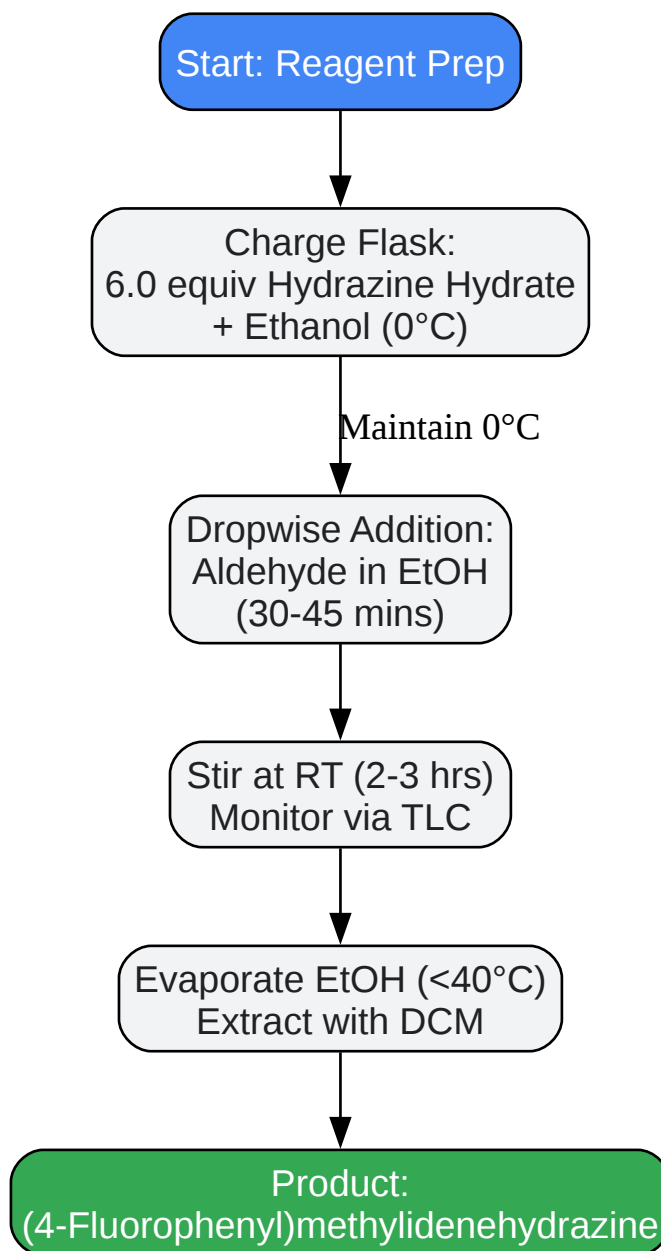 Start: Reagent Prep
Charge Flask:
6.0 equiv Hydrazine Hydrate
+ Ethanol (0°C)
Maintain 0°C
Dropwise Addition:
Aldehyde in EtOH
(30-45 mins)
Stir at RT (2-3 hrs)
Monitor via TLC
Evaporate EtOH (<40°C)
Extract with DCM
Product:
(4-Fluorophenyl)methylidenehydrazine